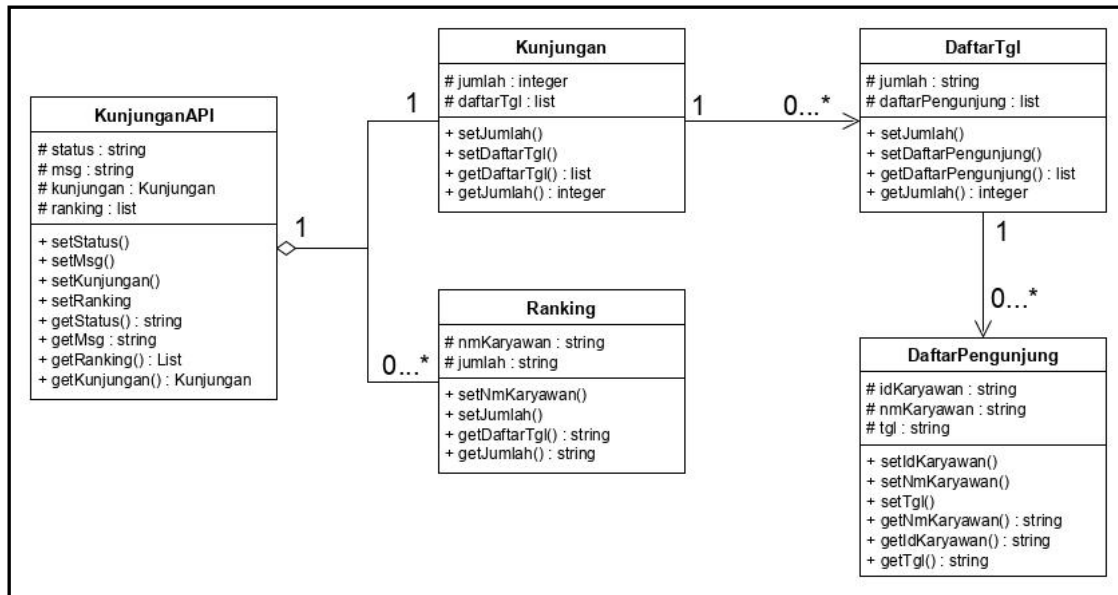 KunjunganAPI
# status : string
# msg : string
# kunjungan : Kunjungan
# ranking : list
+ setStatus()
+ setMsg()
+ setKunjungan()
+ setRanking
+ getStatus() : string
+ getMsg : string
+ getRanking() : List
+ getKunjungan() : Kunjungan
1
1
0...*
Kunjungan
# jumlah : integer
# daftarTgl : list
+ setJumlah()
+ setDaftarTgl()
+ getDaftarTgl() : list
+ getJumlah() : integer
1
0...*
Ranking
# nmKaryawan : string
# jumlah : string
+ setNmKaryawan()
+ setJumlah()
+ getDaftarTgl() : string
+ getJumlah() : string
DaftarTgl
# jumlah : string
# daftarPengunjung : list
+ setJumlah()
+ setDaftarPengunjung()
+ getDaftarPengunjung() : list
+ getJumlah() : integer
1
0...*
DaftarPengunjung
# idKaryawan : string
# nmKaryawan : string
# tgl : string
+ setIdKaryawan()
+ setNmKaryawan()
+ setTgl()
+ getNmKaryawan() : string
+ getIdKaryawan() : string
+ getTgl() : string